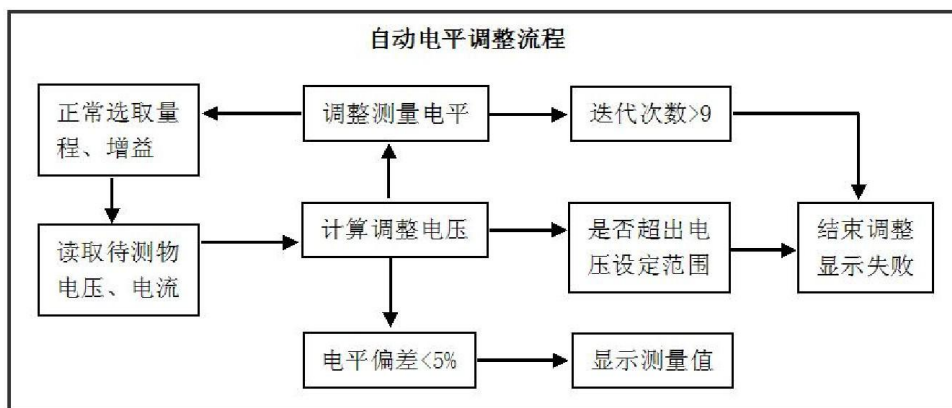 自动电平调整流程
正常选取量
程、增益
调整测量电平
迭代次数>9
读取待测物
电压、电流
计算调整电压
是否超出电
压设定范围
结束调整
显示失败
电平偏差<5%
显示测量值